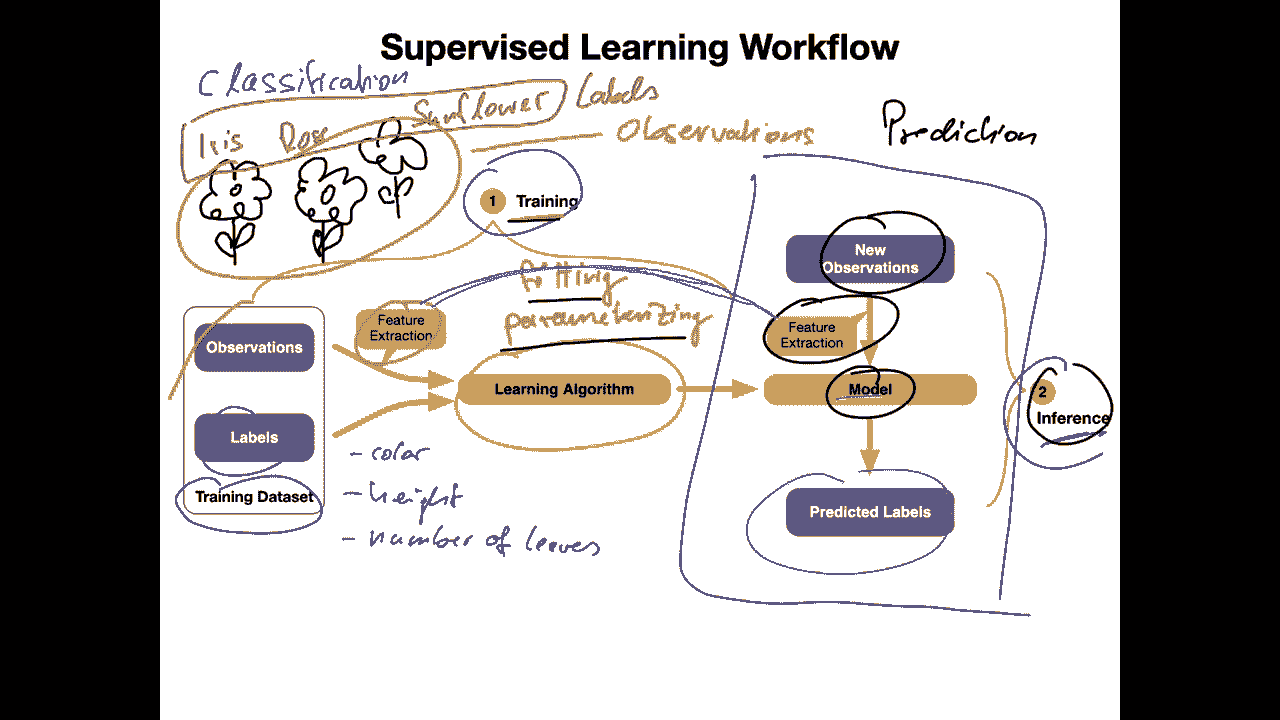 Supervised Learning Workflow
Classification
Iris Rose Sunflower Labels
Observations
Prediction
1 Training
New
Observations
fitting
parameterizing
Feature
Extraction
Feature
Extraction
Observations
Learning Algorithm
Model
2
Inference
Labels
- color
- height
- number of leaves
Training Dataset
Predicted Labels